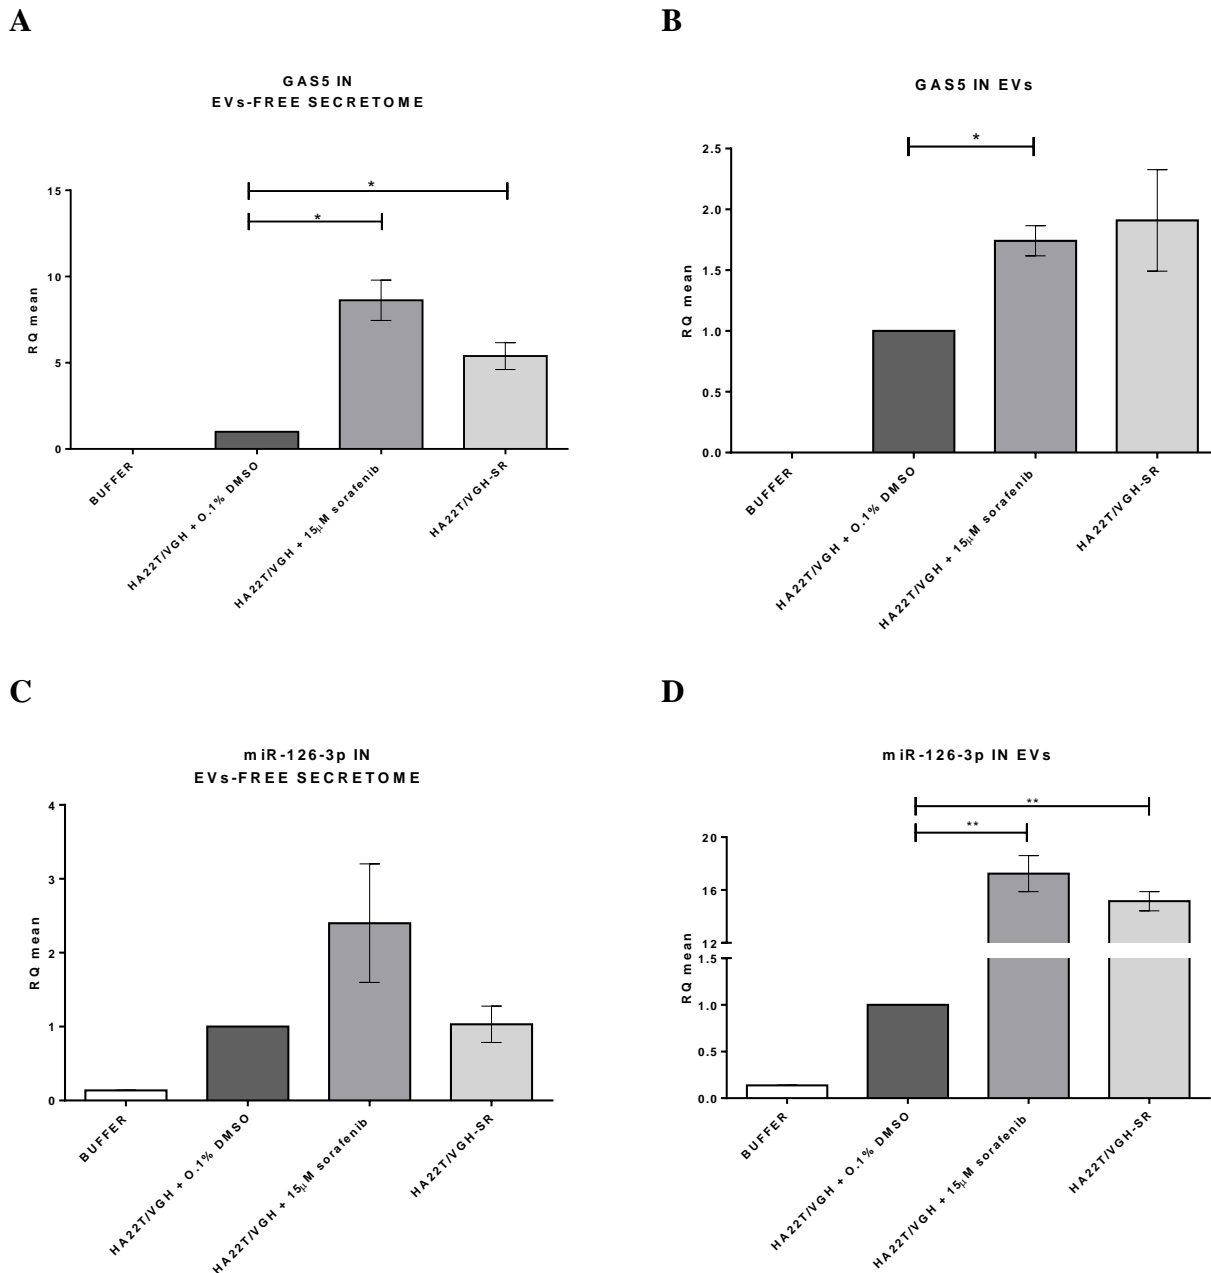 A
GAS5 IN
EVs-FREE SECRETOME
*
*
15
10
5
0
RQ mean
BUFFER
HA22T/VGH + O.1% DMSO
HA22T/VGH + 15µM sorafenib
HA22T/VGH-SR
B
GAS5 IN EVs
*
2.5
2.0
1.5
1.0
0.5
0.0
RQ mean
BUFFER
HA22T/VGH + O.1% DMSO
HA22T/VGH + 15µM sorafenib
HA22T/VGH-SR
C
miR-126-3p IN
EVs-FREE SECRETOME
4
3
2
1
0
RQ mean
BUFFER
HA22T/VGH + O.1% DMSO
HA22T/VGH + 15µM sorafenib
HA22T/VGH-SR
D
miR-126-3p IN EVs
**
**
20
16
12
1.5
1.0
0.5
0.0
RQ mean
BUFFER
HA22T/VGH + O.1% DMSO
HA22T/VGH + 15µM sorafenib
HA22T/VGH-SR